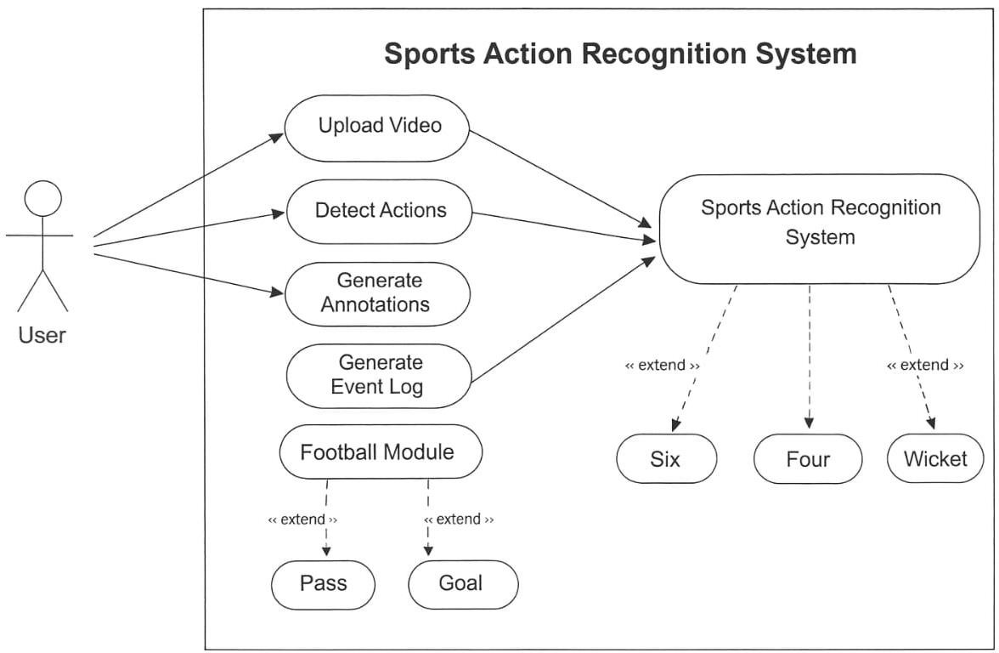 Sports Action Recognition System
Upload Video
Detect Actions
Generate
Annotations
Generate
Event Log
Football Module
‹‹ extend ››
‹‹ extend ››
Pass
Goal
User
Sports Action Recognition
System
‹‹ extend ››
‹‹ extend ››
Six
Four
Wicket